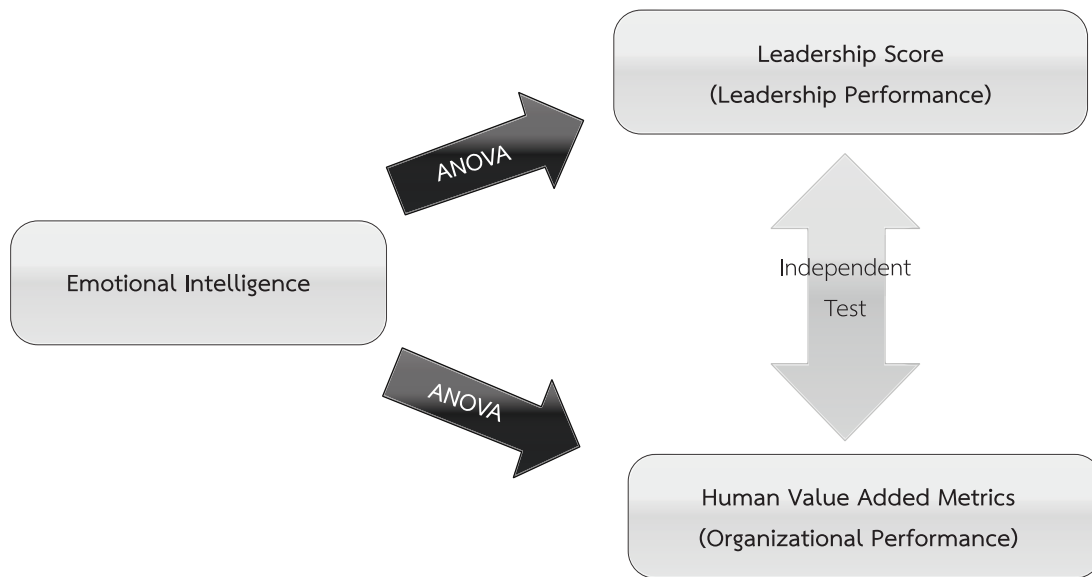 Leadership Score
(Leadership Performance)
ANOVA
Emotional Intelligence
Independent
Test
ANOVA
Human Value Added Metrics
(Organizational Performance)